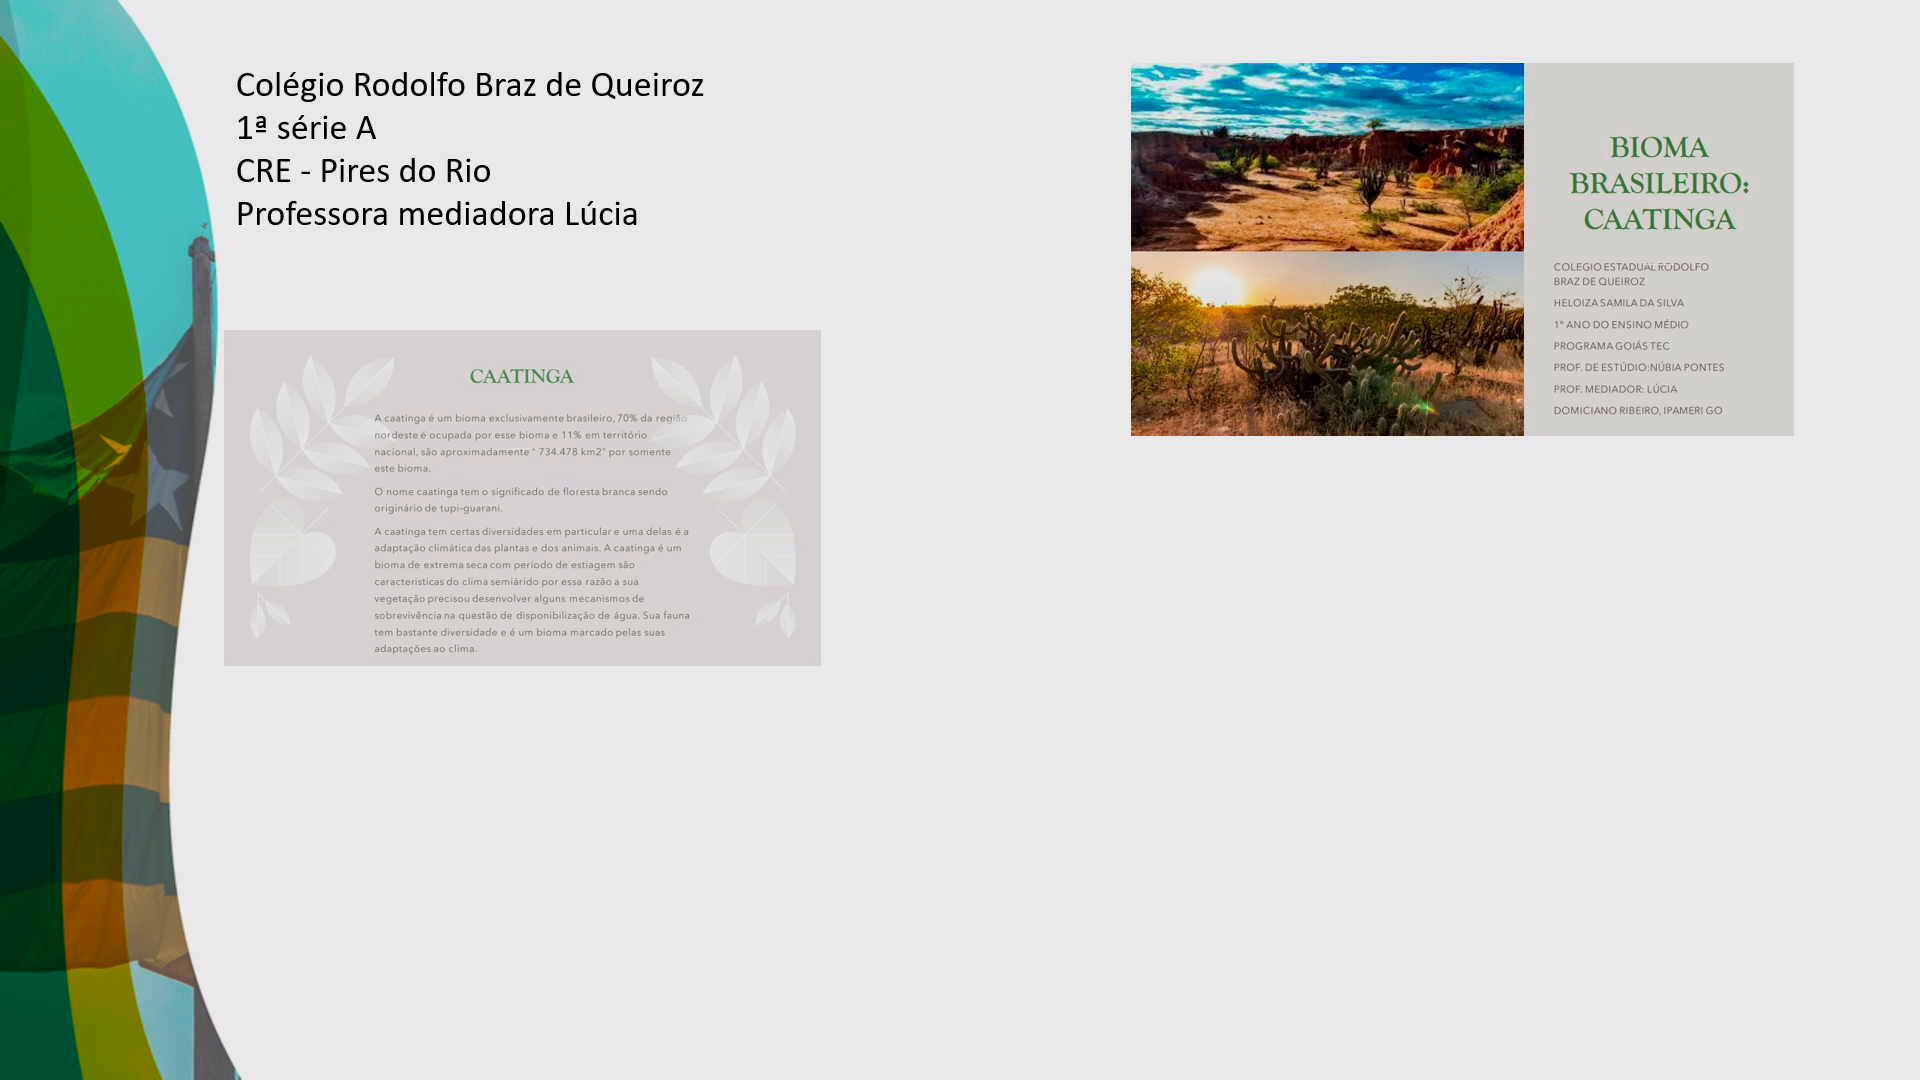 Colégio Rodolfo Braz de Queiroz
1ª série A
CRE - Pires do Rio
Professora mediadora Lúcia
BIOMA
BRASILEIRO:
CAATINGA
COLEGIO ESTADUAL RODOLFO
BRAZ DE QUEIROZ
HELOIZA SAMILA DA SILVA
1° ANO DO ENSINO MÉDIO
PROGRAMA GOIÁS TEC
PROF. DE ESTÚDIO:NÚBIA PONTES
PROF. MEDIADOR: LÚCIA
DOMICIANO RIBEIRO, IPAMERI GO
CAATINGA
A caatinga é um bioma exclusivamente brasileiro, 70% da região
nordeste é ocupada por esse bioma e 11% em território
nacional, são aproximadamente " 734.478 km2" por somente
este bioma.
O nome caatinga tem o significado de floresta branca sendo
originário de tupi-guarani.
A caatinga tem certas diversidades em particular e uma delas é a
adaptação climática das plantas e dos animais. A caatinga é um
bioma de extrema seca com período de estiagem são
caracteristicas do clima semiárido por essa razão a sua
vegetação precisou desenvolver alguns mecanismos de
sobrevivência na questão de disponibilização de água. Sua fauna
tem bastante diversidade e é um bioma marcado pelas suas
adaptações ao clima.